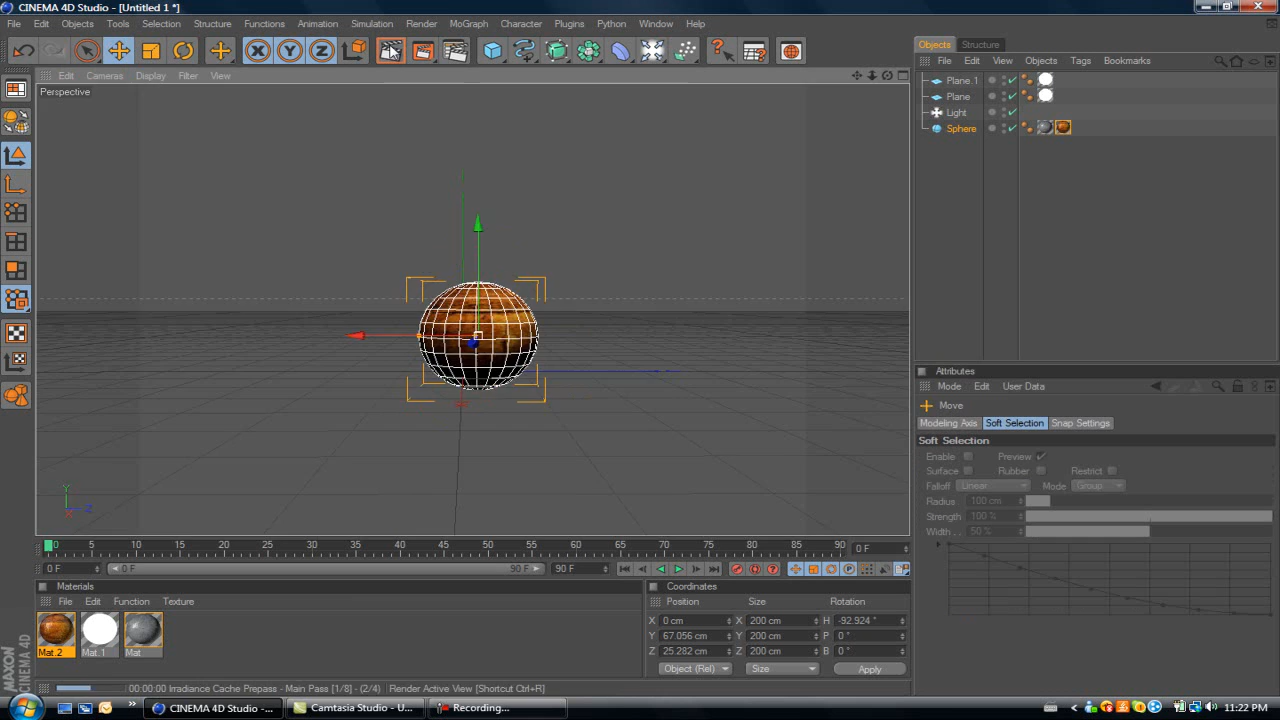 CINEMA 4D Studio - [Untitled 1 *]
File Edit Objects Tools Selection Structure Functions Animation Simulation Render MoGraph Character Plugins Python Window Help
X Y Z
Objects Structure
File Edit View Objects Tags Bookmarks
Edit Cameras Display Filter View
Perspective
Plane.1
Plane
Light
Sphere
Attributes
Mode Edit User Data
Move
Modeling Axis Soft Selection Snap Settings
Soft Selection
Enable Preview
Surface Rubber Restrict
Falloff Linear Mode Group
Radius 100 cm
Strength 100 %
Width . . 50 %
Y Z X
0 5 10 15 20 25 30 35 40 45 50 55 60 65 70 75 80 85 90 0 F
0 F 0 F 90 F 90 F
Materials
File Edit Function Texture
Mat.2 Mat.1 Mat
Coordinates
Position Size Rotation
X 0 cm X 200 cm H -92.924 °
Y 67.056 cm Y 200 cm P 0 °
Z 25.282 cm Z 200 cm B 0 °
Object (Rel) Size Apply
MAXON
CINEMA 4D
00:00:00 Irradiance Cache Prepass - Main Pass [1/8] - (2/4) Render Active View [Shortcut Ctrl+R]
CINEMA 4D Studio -... Camtasia Studio - U... Recording... 11:22 PM